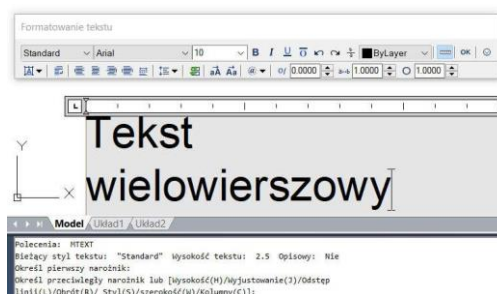 Formatowanie tekstu
Standard Arial 10 B I U O ByLayer OK
0/ 0.0000 a-b 1.0000 O 1.0000
L
Tekst
wielowierszowy
Y
X
Model Układ1 Układ2
Polecenia: MTEXT
Bieżący styl tekstu: "Standard" Wysokość tekstu: 2.5 Opisowy: Nie
Określ pierwszy narożnik:
Określ przeciwległy narożnik lub [Wysokość(H)/Wyjustowanie(J)/Odstęp
linii(L)/Obrót(R)/ Styl(S)/szerokość(W)/Kolumny(C)]: